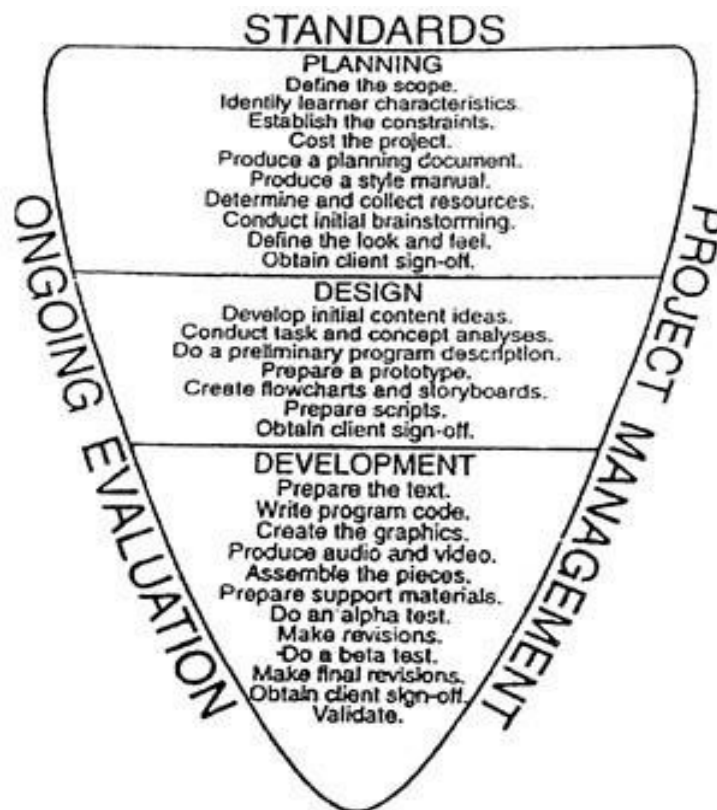 STANDARDS
PLANNING
Define the scope.
Identify learner characteristics.
Establish the constraints.
Cost the project.
Produce a planning document.
Produce a style manual.
Determine and collect resources.
Conduct initial brainstorming.
Define the look and feel.
Obtain client sign-off.
DESIGN
Develop initial content ideas.
Conduct task and concept analyses.
Do a preliminary program description.
Prepare a prototype.
Create flowcharts and storyboards.
Prepare scripts.
Obtain client sign-off.
DEVELOPMENT
Prepare the text.
Write program code.
Create the graphics.
Produce audio and video.
Assemble the pieces.
Prepare support materials.
Do an alpha test.
Make revisions.
Do a beta test.
Make final revisions.
Obtain client sign-off.
Validate.
ONGOING EVALUATION
PROJECT MANAGEMENT